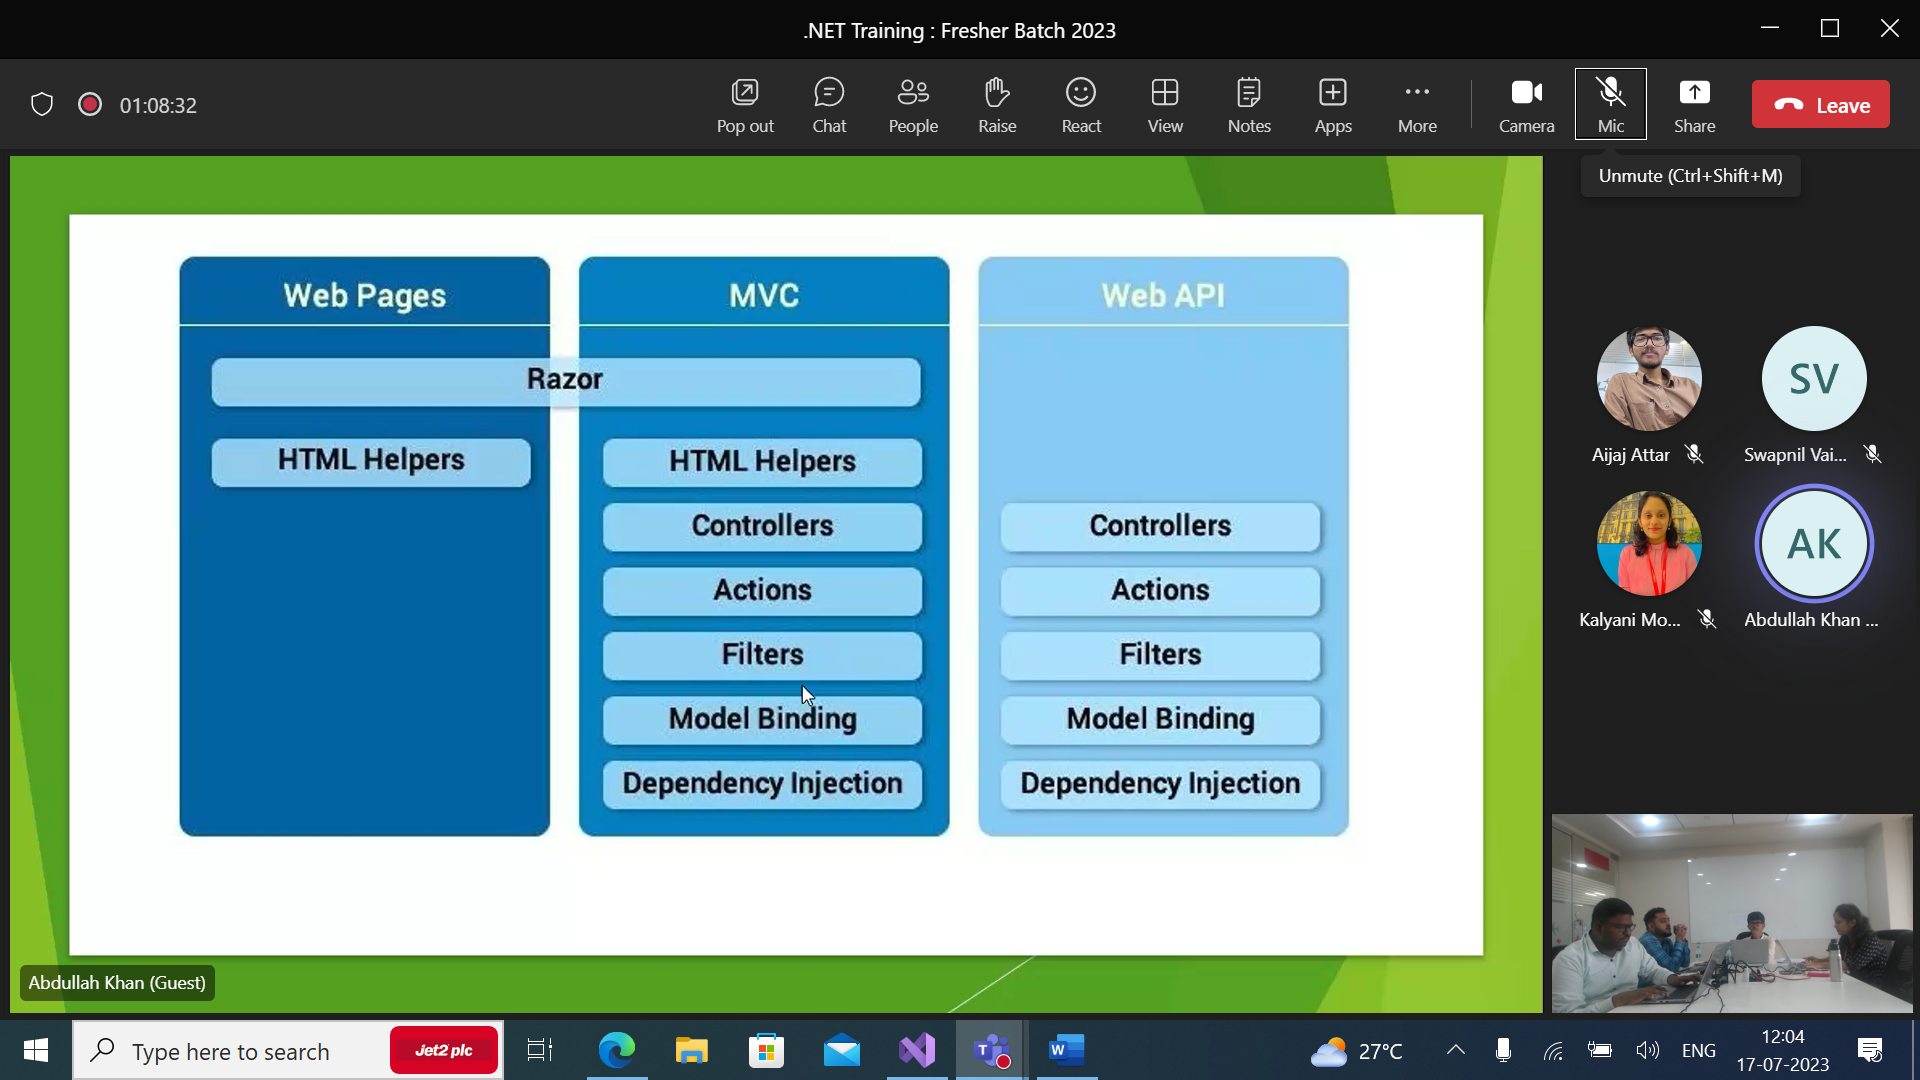 .NET Training : Fresher Batch 2023
01:08:32
Pop out
Chat
People
Raise
React
View
Notes
Apps
More
Camera
Mic
Share
Leave
Unmute (Ctrl+Shift+M)
Web Pages
MVC
Web API
Razor
HTML Helpers
HTML Helpers
Controllers
Controllers
Actions
Actions
Filters
Filters
Model Binding
Model Binding
Dependency Injection
Dependency Injection
Aijaj Attar
SV
Swapnil Vai...
Kalyani Mo...
AK
Abdullah Khan ...
Abdullah Khan (Guest)
Type here to search
Jet2 plc
T
W
27°C
ENG
12:04
17-07-2023